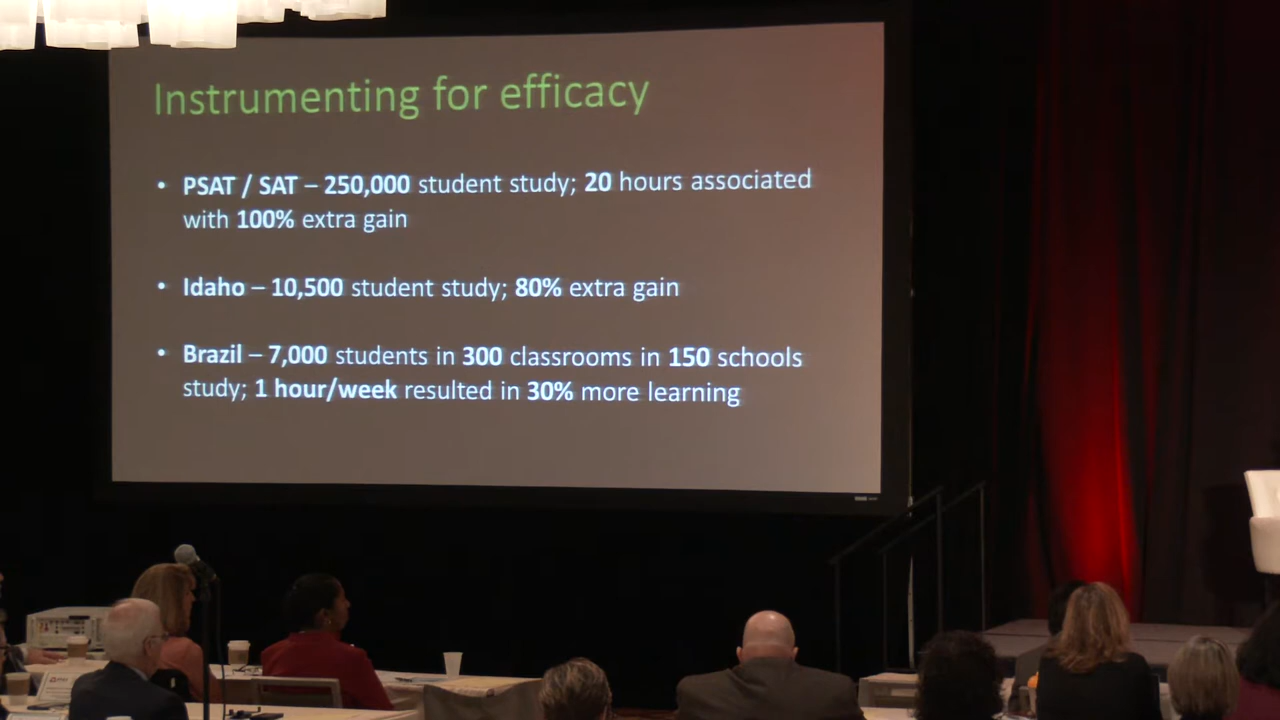 Instrumenting for efficacy
• PSAT / SAT – 250,000 student study; 20 hours associated
with 100% extra gain
• Idaho – 10,500 student study; 80% extra gain
• Brazil – 7,000 students in 300 classrooms in 150 schools
study; 1 hour/week resulted in 30% more learning